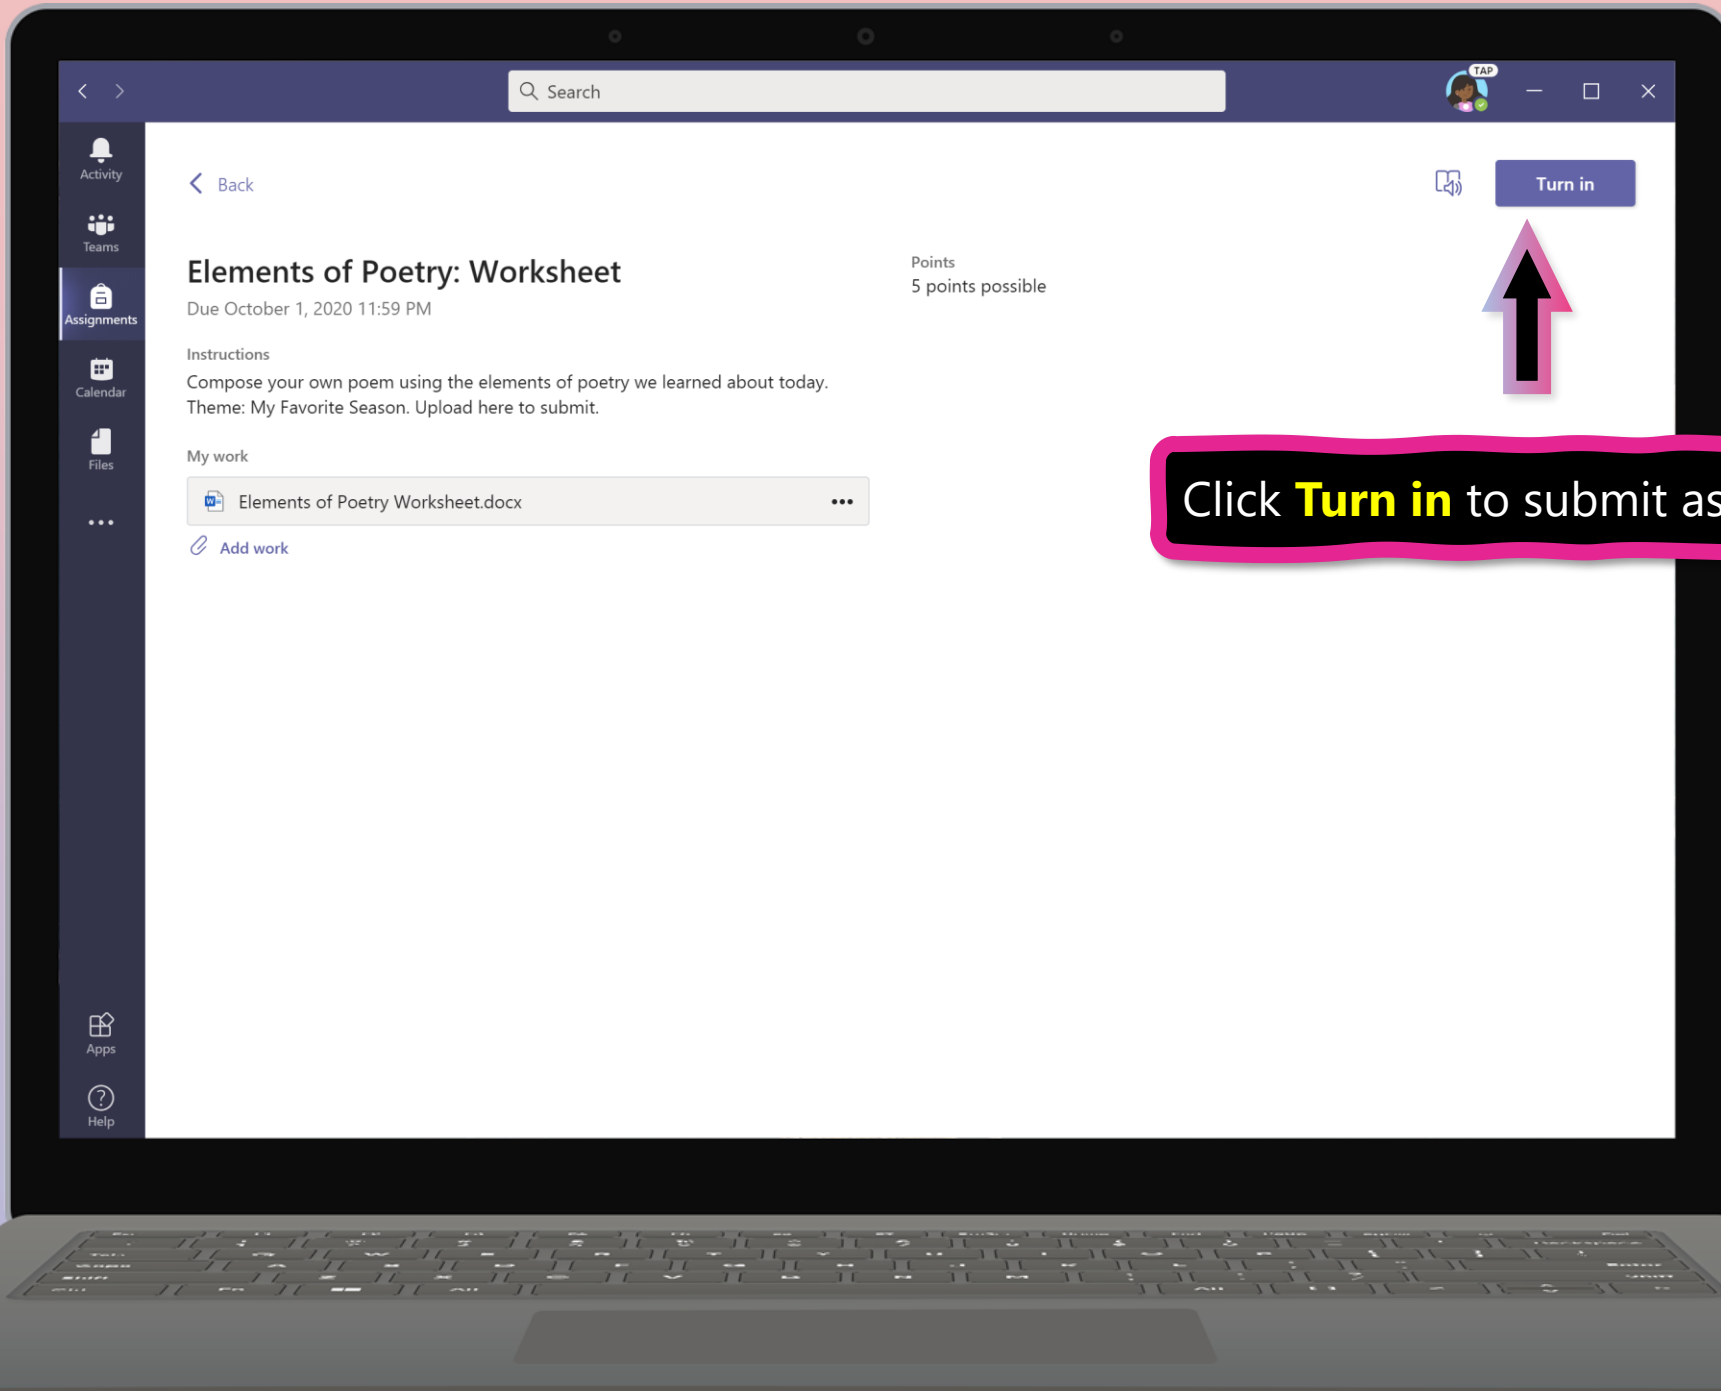 Search
TAP
Activity
Back
Turn in
Teams
Elements of Poetry: Worksheet
Due October 1, 2020 11:59 PM
Points
5 points possible
Assignments
Instructions
Compose your own poem using the elements of poetry we learned about today.
Theme: My Favorite Season. Upload here to submit.
Calendar
My work
Files
Elements of Poetry Worksheet.docx
Add work
Click Turn in to submit as
Apps
Help